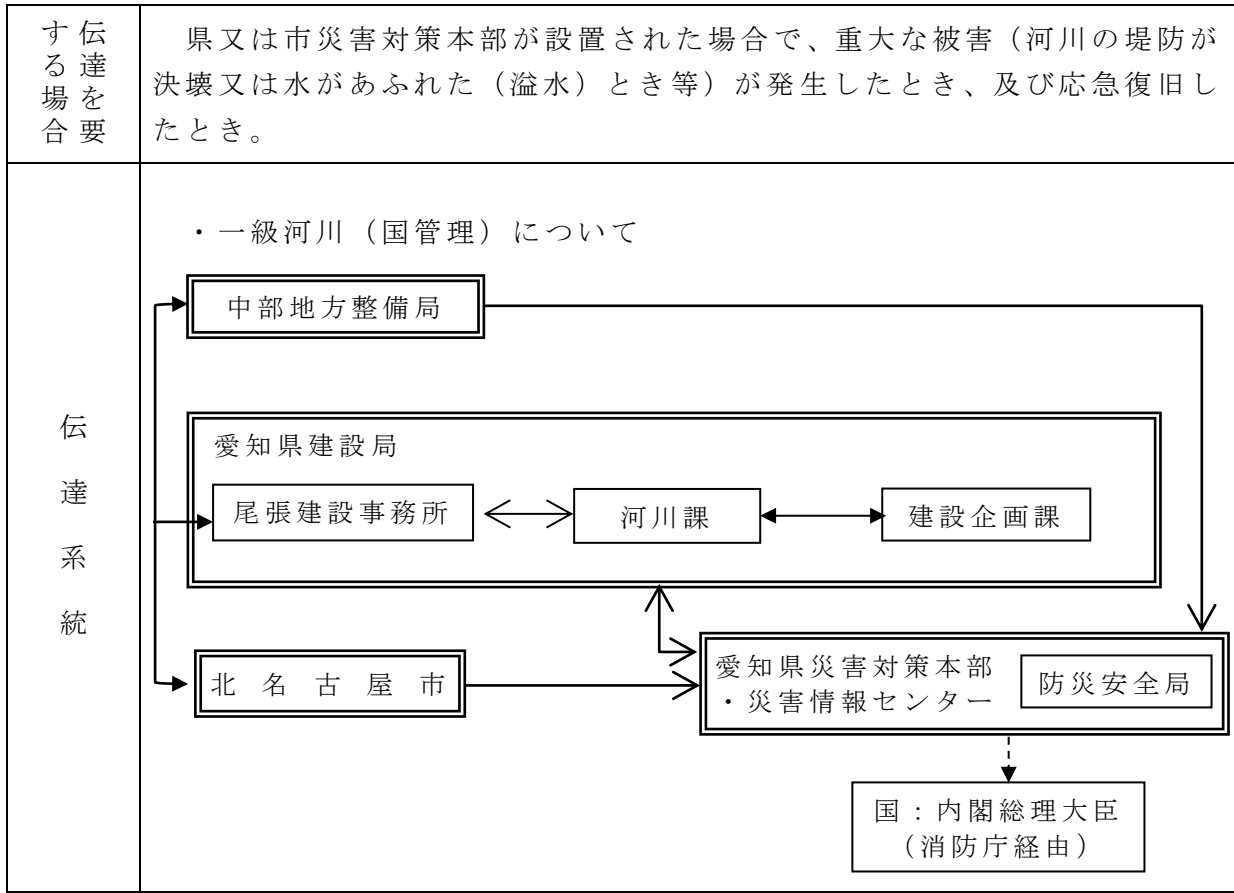 伝達を要
する場合
県又は市災害対策本部が設置された場合で、重大な被害（河川の堤防が
決壊又は水があふれた（溢水）とき等）が発生したとき、及び応急復旧し
たとき。
伝達系統
・一級河川（国管理）について
中部地方整備局
愛知県建設局
尾張建設事務所
河川課
建設企画課
北名古屋市
愛知県災害対策本部
・災害情報センター
防災安全局
国：内閣総理大臣
（消防庁経由）